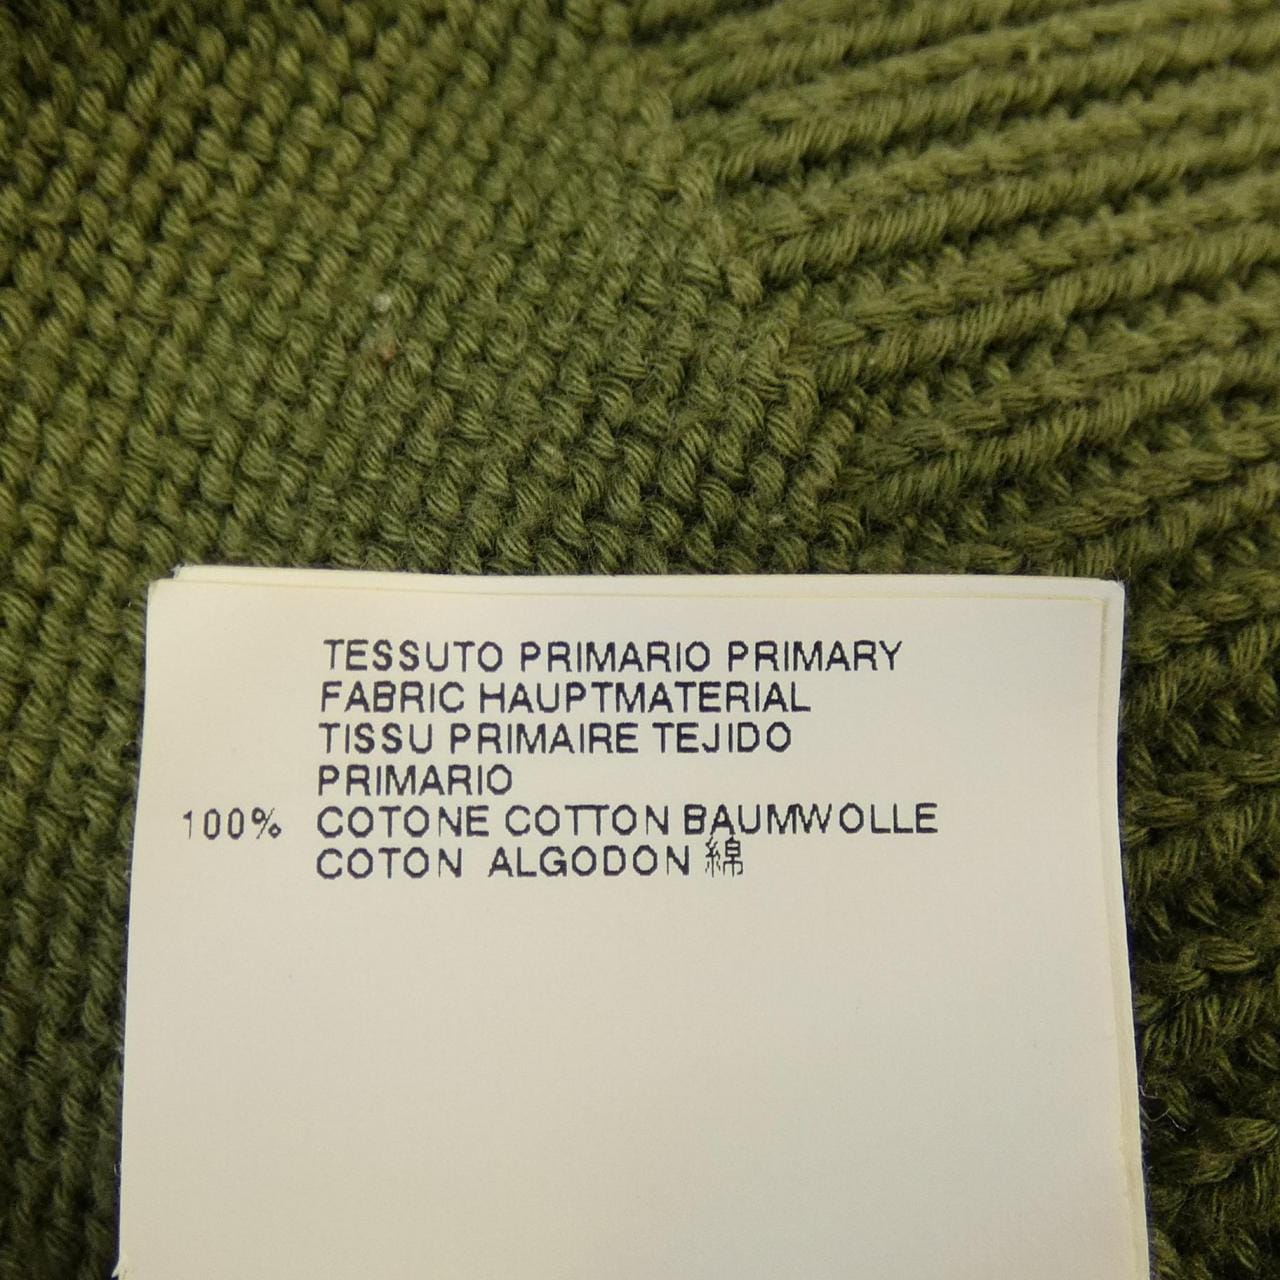 TESSUTO PRIMARIO PRIMARY
FABRIC HAUPTMATERIAL
TISSU PRIMAIRE TEJIDO
PRIMARIO
100% COTONE COTTON BAUMWOLLE
COTON ALGODON 綿